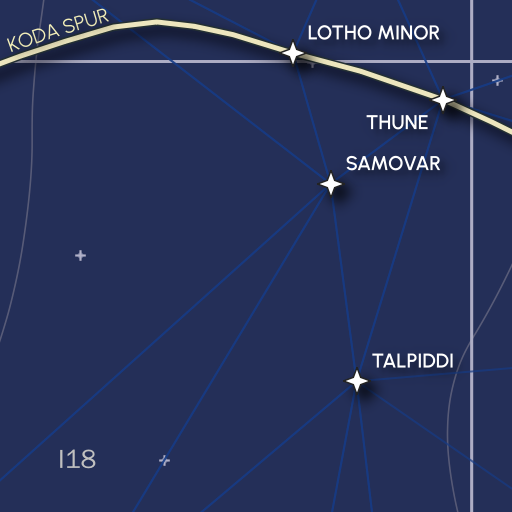 KODA SPUR
LOTHO MINOR
THUNE
SAMOVAR
TALPIDDI
I18